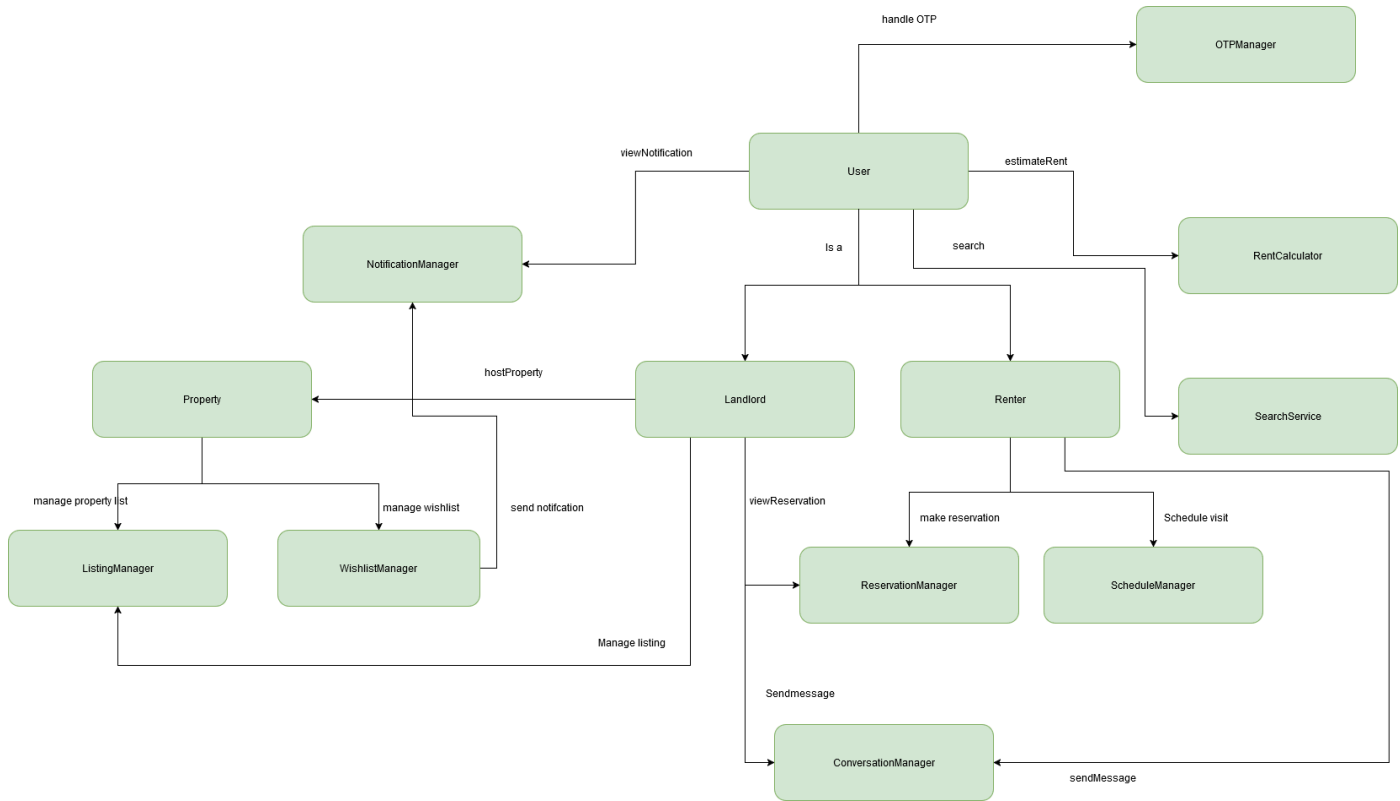 handle OTP
OTPManager
viewNotification
estimateRent
User
Is a
search
NotificationManager
RentCalculator
hostProperty
Property
Landlord
Renter
SearchService
manage property list
manage wishlist
send notifcation
viewReservation
make reservation
Schedule visit
ListingManager
WishlistManager
ReservationManager
ScheduleManager
Manage listing
Sendmessage
ConversationManager
sendMessage